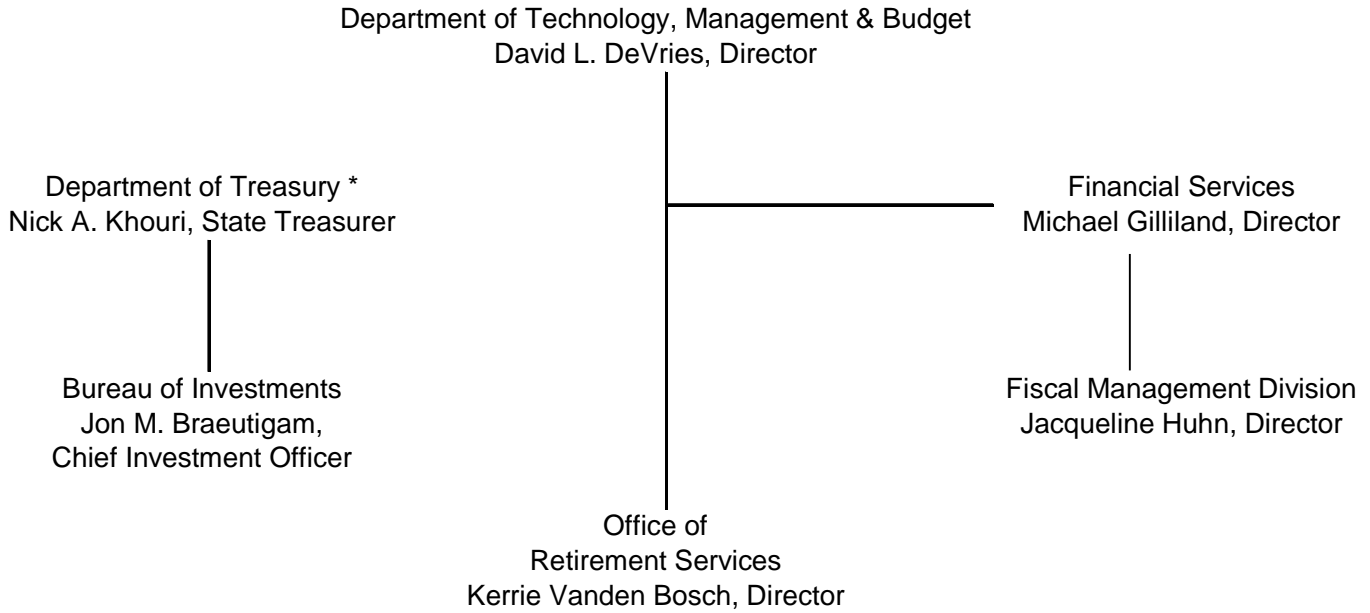 Department of Technology, Management & Budget
David L. DeVries, Director
Department of Treasury *
Nick A. Khouri, State Treasurer
Financial Services
Michael Gilliland, Director
Bureau of Investments
Jon M. Braeutigam,
Chief Investment Officer
Fiscal Management Division
Jacqueline Huhn, Director
Office of
Retirement Services
Kerrie Vanden Bosch, Director